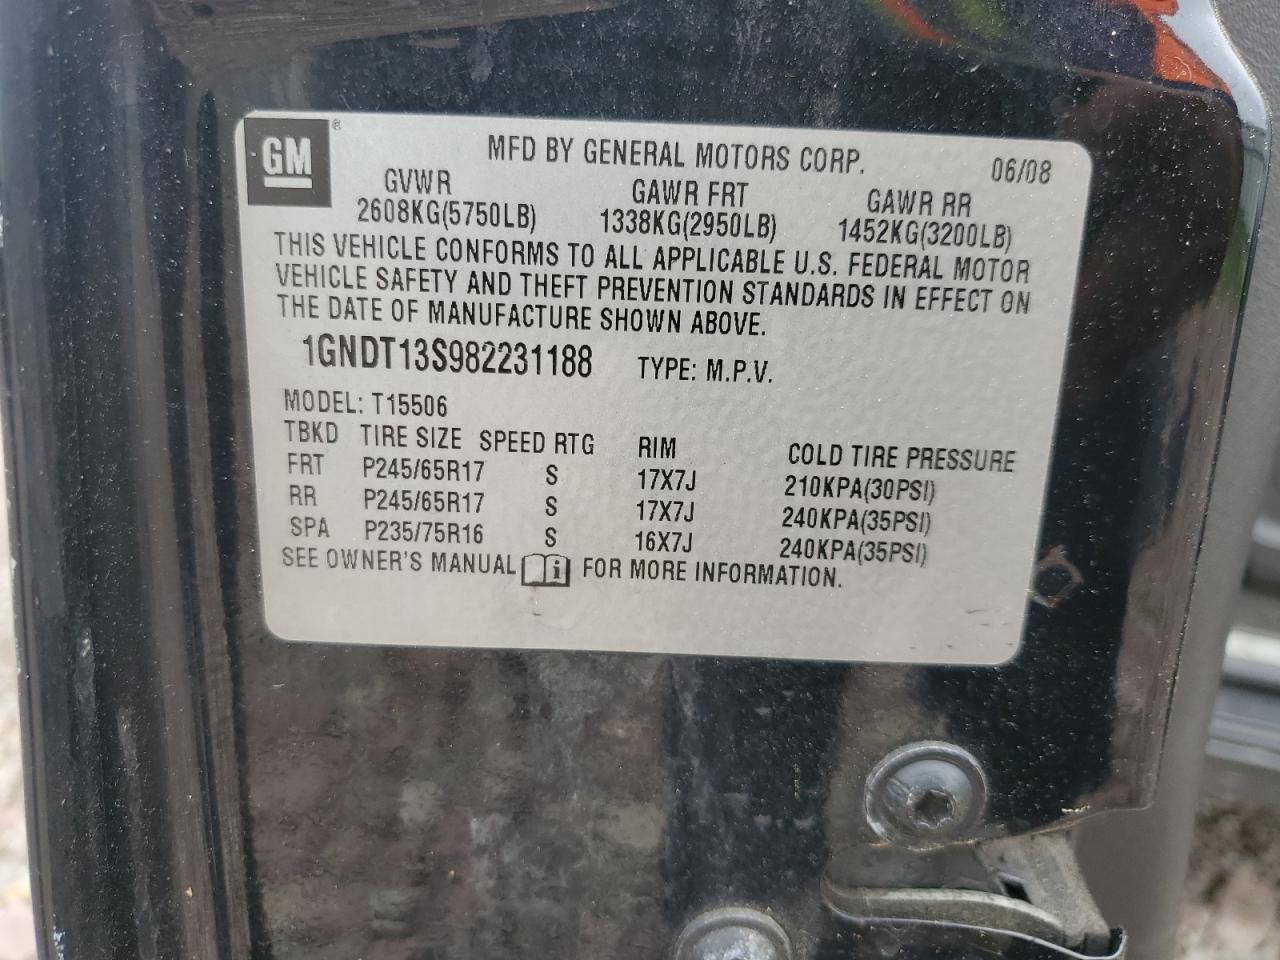 GM ®
MFD BY GENERAL MOTORS CORP. 06/08
GVWR GAWR FRT GAWR RR
2608KG(5750LB) 1338KG(2950LB) 1452KG(3200LB)
THIS VEHICLE CONFORMS TO ALL APPLICABLE U.S. FEDERAL MOTOR
VEHICLE SAFETY AND THEFT PREVENTION STANDARDS IN EFFECT ON
THE DATE OF MANUFACTURE SHOWN ABOVE.
1GNDT13S982231188 TYPE: M.P.V.
MODEL: T15506
TBKD TIRE SIZE SPEED RTG RIM COLD TIRE PRESSURE
FRT P245/65R17 S 17X7J 210KPA(30PSI)
RR P245/65R17 S 17X7J 240KPA(35PSI)
SPA P235/75R16 S 16X7J 240KPA(35PSI)
SEE OWNER'S MANUAL i FOR MORE INFORMATION.